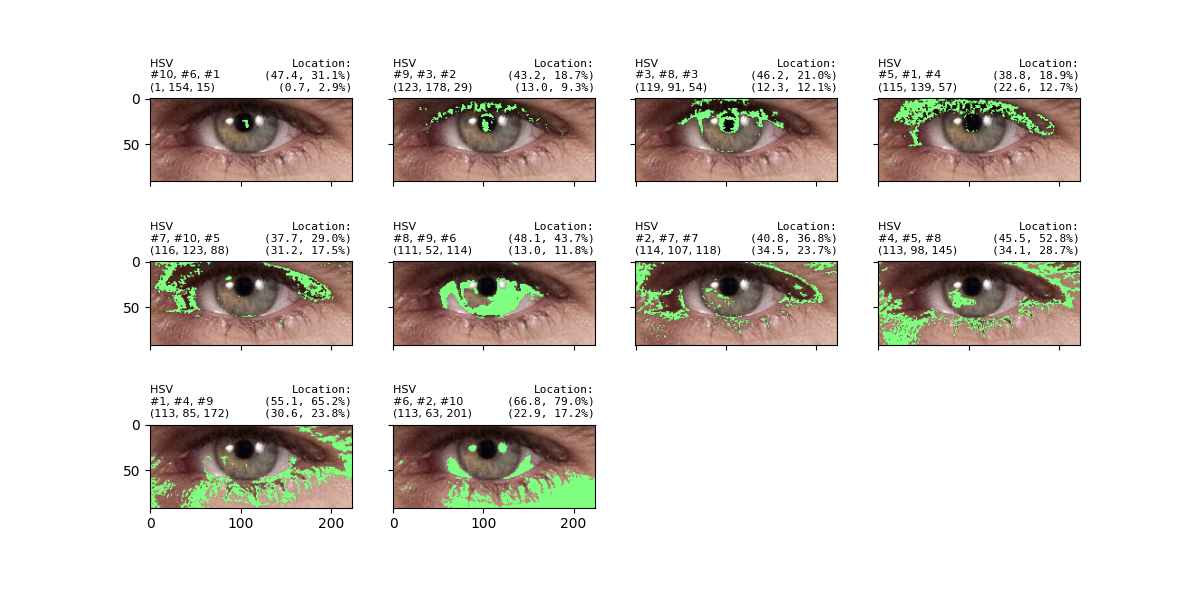 HSV Location:
#10, #6, #1 (47.4, 31.1%)
(1, 154, 15) (0.7, 2.9%)
HSV Location:
#9, #3, #2 (43.2, 18.7%)
(123, 178, 29) (13.0, 9.3%)
HSV Location:
#3, #8, #3 (46.2, 21.0%)
(119, 91, 54) (12.3, 12.1%)
HSV Location:
#5, #1, #4 (38.8, 18.9%)
(115, 139, 57) (22.6, 12.7%)
0
50
HSV Location:
#7, #10, #5 (37.7, 29.0%)
(116, 123, 88) (31.2, 17.5%)
HSV Location:
#8, #9, #6 (48.1, 43.7%)
(111, 52, 114) (13.0, 11.8%)
HSV Location:
#2, #7, #7 (40.8, 36.8%)
(114, 107, 118) (34.5, 23.7%)
HSV Location:
#4, #5, #8 (45.5, 52.8%)
(113, 98, 145) (34.1, 28.7%)
0
50
HSV Location:
#1, #4, #9 (55.1, 65.2%)
(113, 85, 172) (30.6, 23.8%)
HSV Location:
#6, #2, #10 (66.8, 79.0%)
(113, 63, 201) (22.9, 17.2%)
0
50
0 100 200
0 100 200